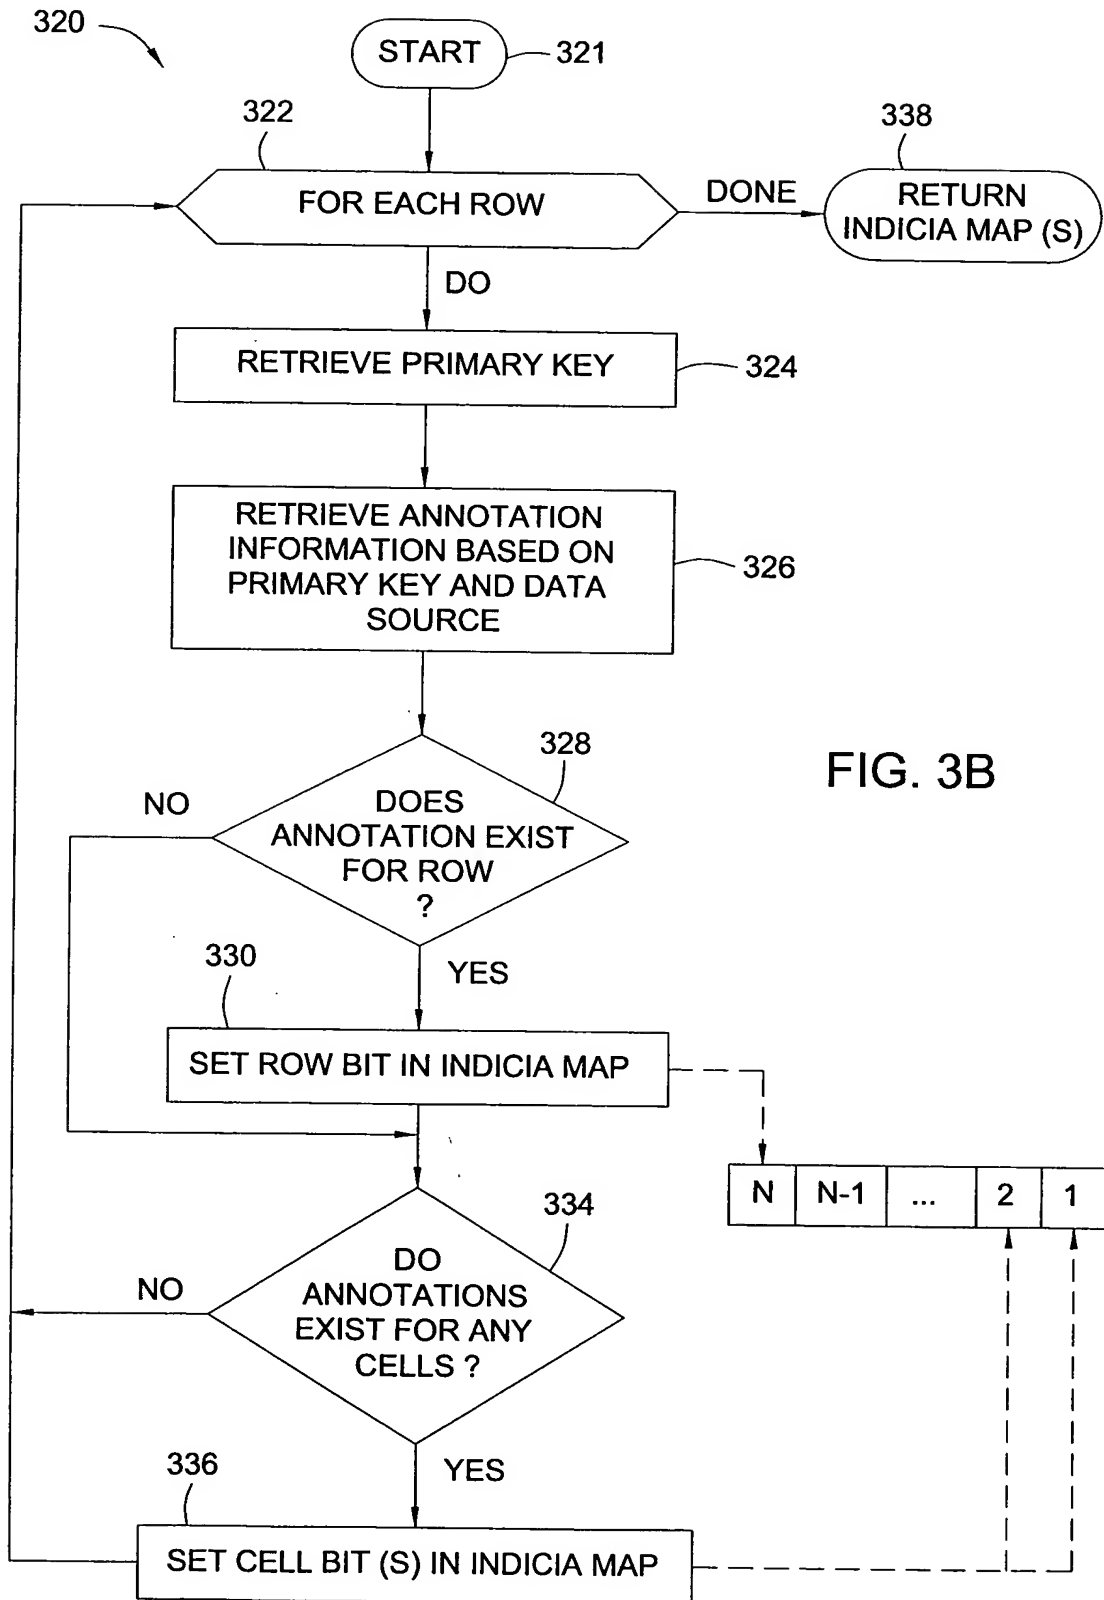 320
START
321
322
338
FOR EACH ROW
DONE
RETURN
INDICIA MAP (S)
DO
RETRIEVE PRIMARY KEY
324
RETRIEVE ANNOTATION
INFORMATION BASED ON
PRIMARY KEY AND DATA
SOURCE
326
328
NO
DOES
ANNOTATION EXIST
FOR ROW
?
FIG. 3B
330
YES
SET ROW BIT IN INDICIA MAP
N N-1 ... 2 1
334
NO
DO
ANNOTATIONS
EXIST FOR ANY
CELLS ?
336
YES
SET CELL BIT (S) IN INDICIA MAP